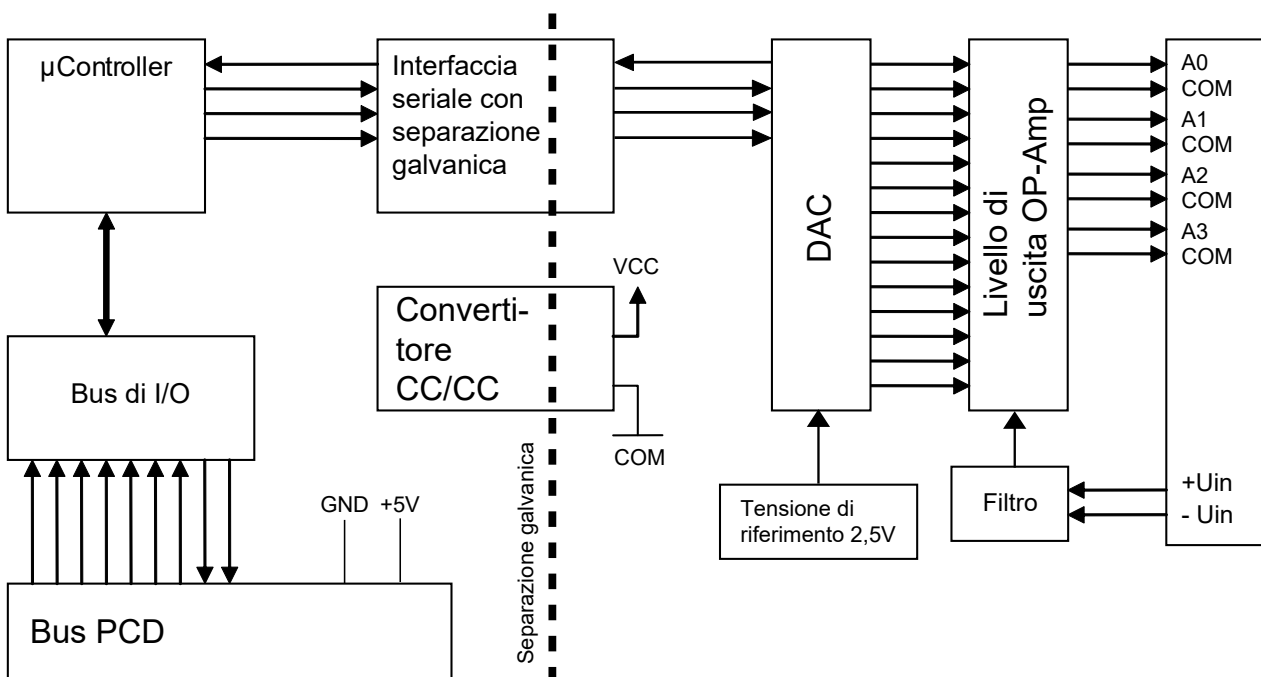 µController
Interfaccia
seriale con
separazione
galvanica
DAC
Livello di
uscita OP-Amp
A0
COM
A1
COM
A2
COM
A3
COM
VCC
Converti-
tore
CC/CC
COM
Bus di I/O
Separazione galvanica
GND +5V
Bus PCD
Tensione di
riferimento 2,5V
Filtro
+Uin
- Uin